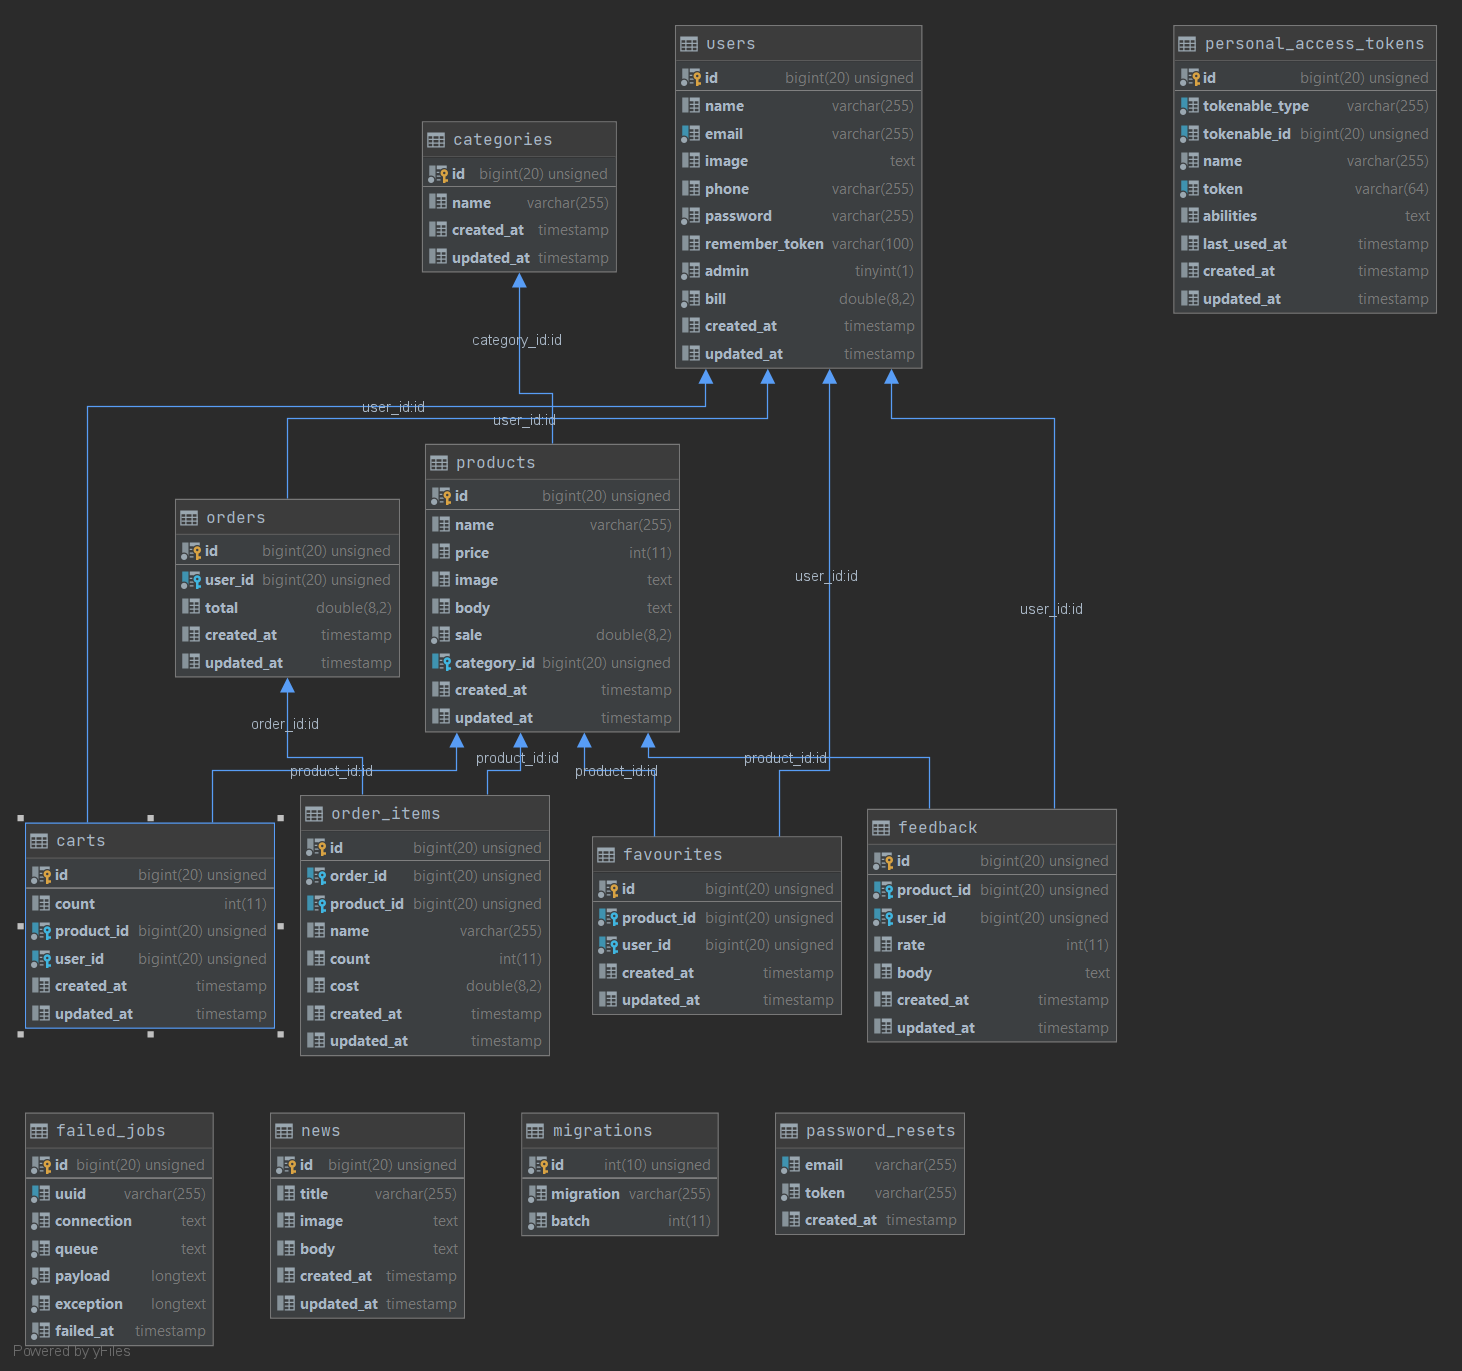 users
id bigint(20) unsigned
name varchar(255)
email varchar(255)
image text
phone varchar(255)
password varchar(255)
remember_token varchar(100)
admin tinyint(1)
bill double(8,2)
created_at timestamp
updated_at timestamp
personal_access_tokens
id bigint(20) unsigned
tokenable_type varchar(255)
tokenable_id bigint(20) unsigned
name varchar(255)
token varchar(64)
abilities text
last_used_at timestamp
created_at timestamp
updated_at timestamp
categories
id bigint(20) unsigned
name varchar(255)
created_at timestamp
updated_at timestamp
category_id:id
user_id:id
user_id:id
products
id bigint(20) unsigned
name varchar(255)
price int(11)
image text
body text
sale double(8,2)
category_id bigint(20) unsigned
created_at timestamp
updated_at timestamp
orders
id bigint(20) unsigned
user_id bigint(20) unsigned
total double(8,2)
created_at timestamp
updated_at timestamp
user_id:id
user_id:id
order_id:id
product_id:id
product_id:id
product_id:id
product_id:id
carts
id bigint(20) unsigned
count int(11)
product_id bigint(20) unsigned
user_id bigint(20) unsigned
created_at timestamp
updated_at timestamp
order_items
id bigint(20) unsigned
order_id bigint(20) unsigned
product_id bigint(20) unsigned
name varchar(255)
count int(11)
cost double(8,2)
created_at timestamp
updated_at timestamp
favourites
id bigint(20) unsigned
product_id bigint(20) unsigned
user_id bigint(20) unsigned
created_at timestamp
updated_at timestamp
feedback
id bigint(20) unsigned
product_id bigint(20) unsigned
user_id bigint(20) unsigned
rate int(11)
body text
created_at timestamp
updated_at timestamp
failed_jobs
id bigint(20) unsigned
uuid varchar(255)
connection text
queue text
payload longtext
exception longtext
failed_at timestamp
news
id bigint(20) unsigned
title varchar(255)
image text
body text
created_at timestamp
updated_at timestamp
migrations
id int(10) unsigned
migration varchar(255)
batch int(11)
password_resets
email varchar(255)
token varchar(255)
created_at timestamp
Powered by yFiles